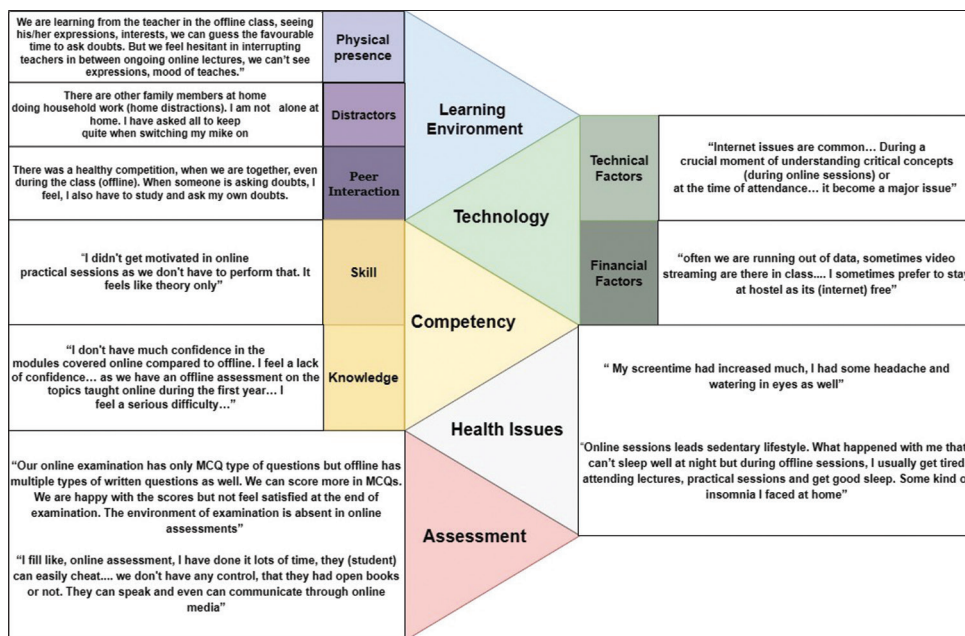 We are learning from the teacher in the offline class, seeing
his/her expressions, interests, we can guess the favourable
time to ask doubts. But we feel hesitant in interrupting
teachers in between ongoing online lectures, we can't see
expressions, mood of teaches.”
Physical
presence
There are other family members at home
doing household work (home distractions). I am not alone at
home. I have asked all to keep
quite when switching my mike on
Distractors
There was a healthy competition, when we are together, even
during the class (offline). When someone is asking doubts, I
feel, I also have to study and ask my own doubts.
Peer
Interaction
Learning
Environment
Technical
Factors
“Internet issues are common… During a
crucial moment of understanding critical concepts
(during online sessions) or
at the time of attendance… it become a major issue”
Technology
Financial
Factors
“often we are running out of data, sometimes video
streaming are there in class.... I sometimes prefer to stay
at hostel as its (internet) free”
“I didn't get motivated in online
practical sessions as we don't have to perform that. It
feels like theory only”
Skill
Competency
“I don't have much confidence in the
modules covered online compared to offline. I feel a lack
of confidence… as we have an offline assessment on the
topics taught online during the first year… I
feel a serious difficulty…”
Knowledge
Health Issues
“ My screentime had increased much, I had some headache and
watering in eyes as well”
“Online sessions leads sedentary lifestyle. What happened with me that
can't sleep well at night but during offline sessions, I usually get tired
attending lectures, practical sessions and get good sleep. Some kind o
insomnia I faced at home”
“Our online examination has only MCQ type of questions but offline has
multiple types of written questions as well. We can score more in MCQs.
We are happy with the scores but not feel satisfied at the end of
examination. The environment of examination is absent in online
assessments”
“I fill like, online assessment, I have done it lots of time, they (student)
can easily cheat.... we don't have any control, that they had open books
or not. They can speak and even can communicate through online
media”
Assessment